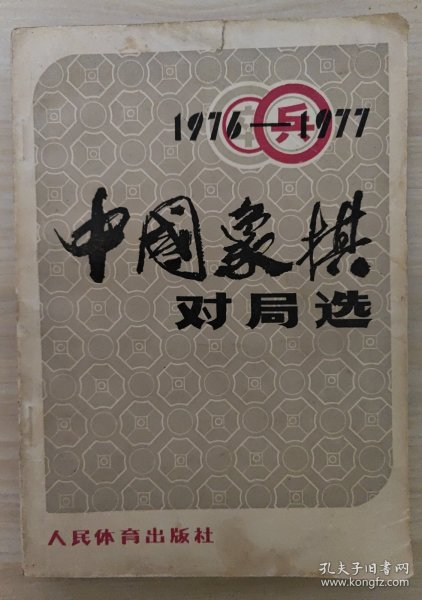 1976—1977
兵
中國象棋
对局选
人民体育出版社
孔夫子旧书网
www.kongfz.com